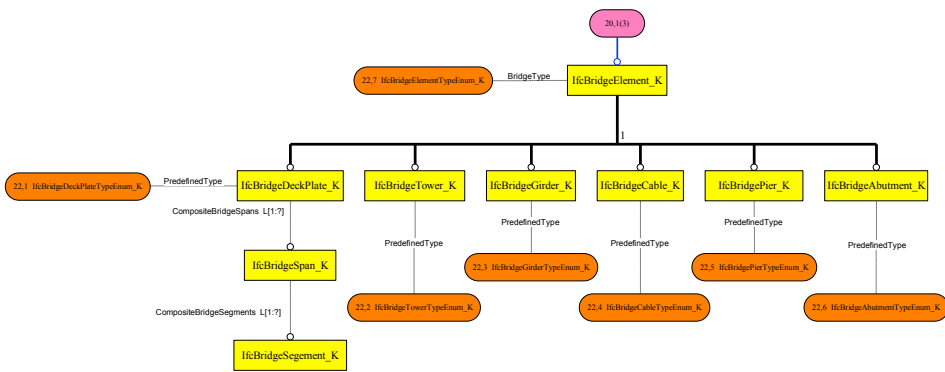 20,1(3)
22,7 IfcBridgeElementTypeEnum_K
BridgeType
IfcBridgeElement_K
1
22,1 IfcBridgeDeckPlateTypeEnum_K
PredefinedType
IfcBridgeDeckPlate_K
IfcBridgeTower_K
IfcBridgeGirder_K
IfcBridgeCable_K
IfcBridgePier_K
IfcBridgeAbutment_K
CompositeBridgeSpans L[1:?]
PredefinedType
PredefinedType
PredefinedType
PredefinedType
PredefinedType
IfcBridgeSpan_K
22,3 IfcBridgeGirderTypeEnum_K
22,5 IfcBridgePierTypeEnum_K
22,2 IfcBridgeTowerTypeEnum_K
22,4 IfcBridgeCableTypeEnum_K
22,6 IfcBridgeAbutmentTypeEnum_K
CompositeBridgeSegments L[1:?]
IfcBridgeSegement_K